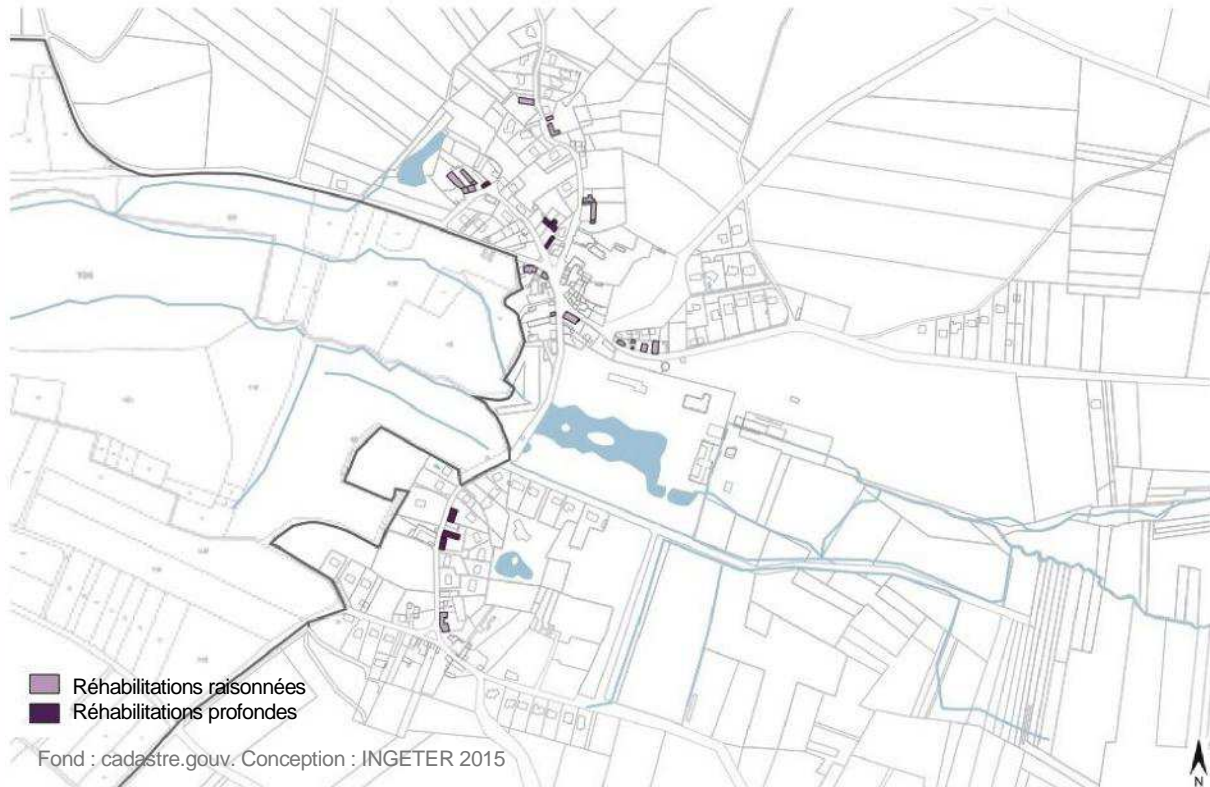 Réhabilitations raisonnées
Réhabilitations profondes
Fond : cadastre.gouv. Conception : INGETER 2015
N